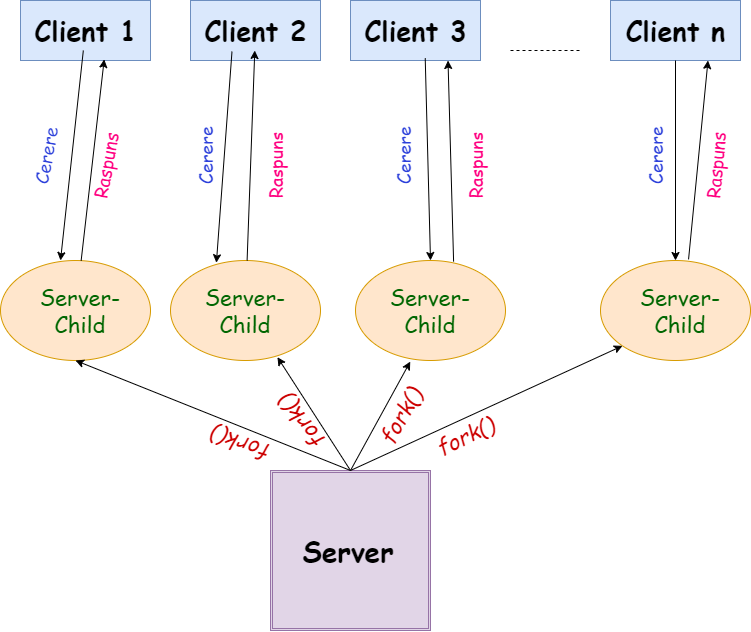 Client 1
Client 2
Client 3
Client n
Cerere
Raspuns
Cerere
Raspuns
Cerere
Raspuns
Cerere
Raspuns
Server-
Child
Server-
Child
Server-
Child
Server-
Child
fork()
fork()
fork()
fork()
Server